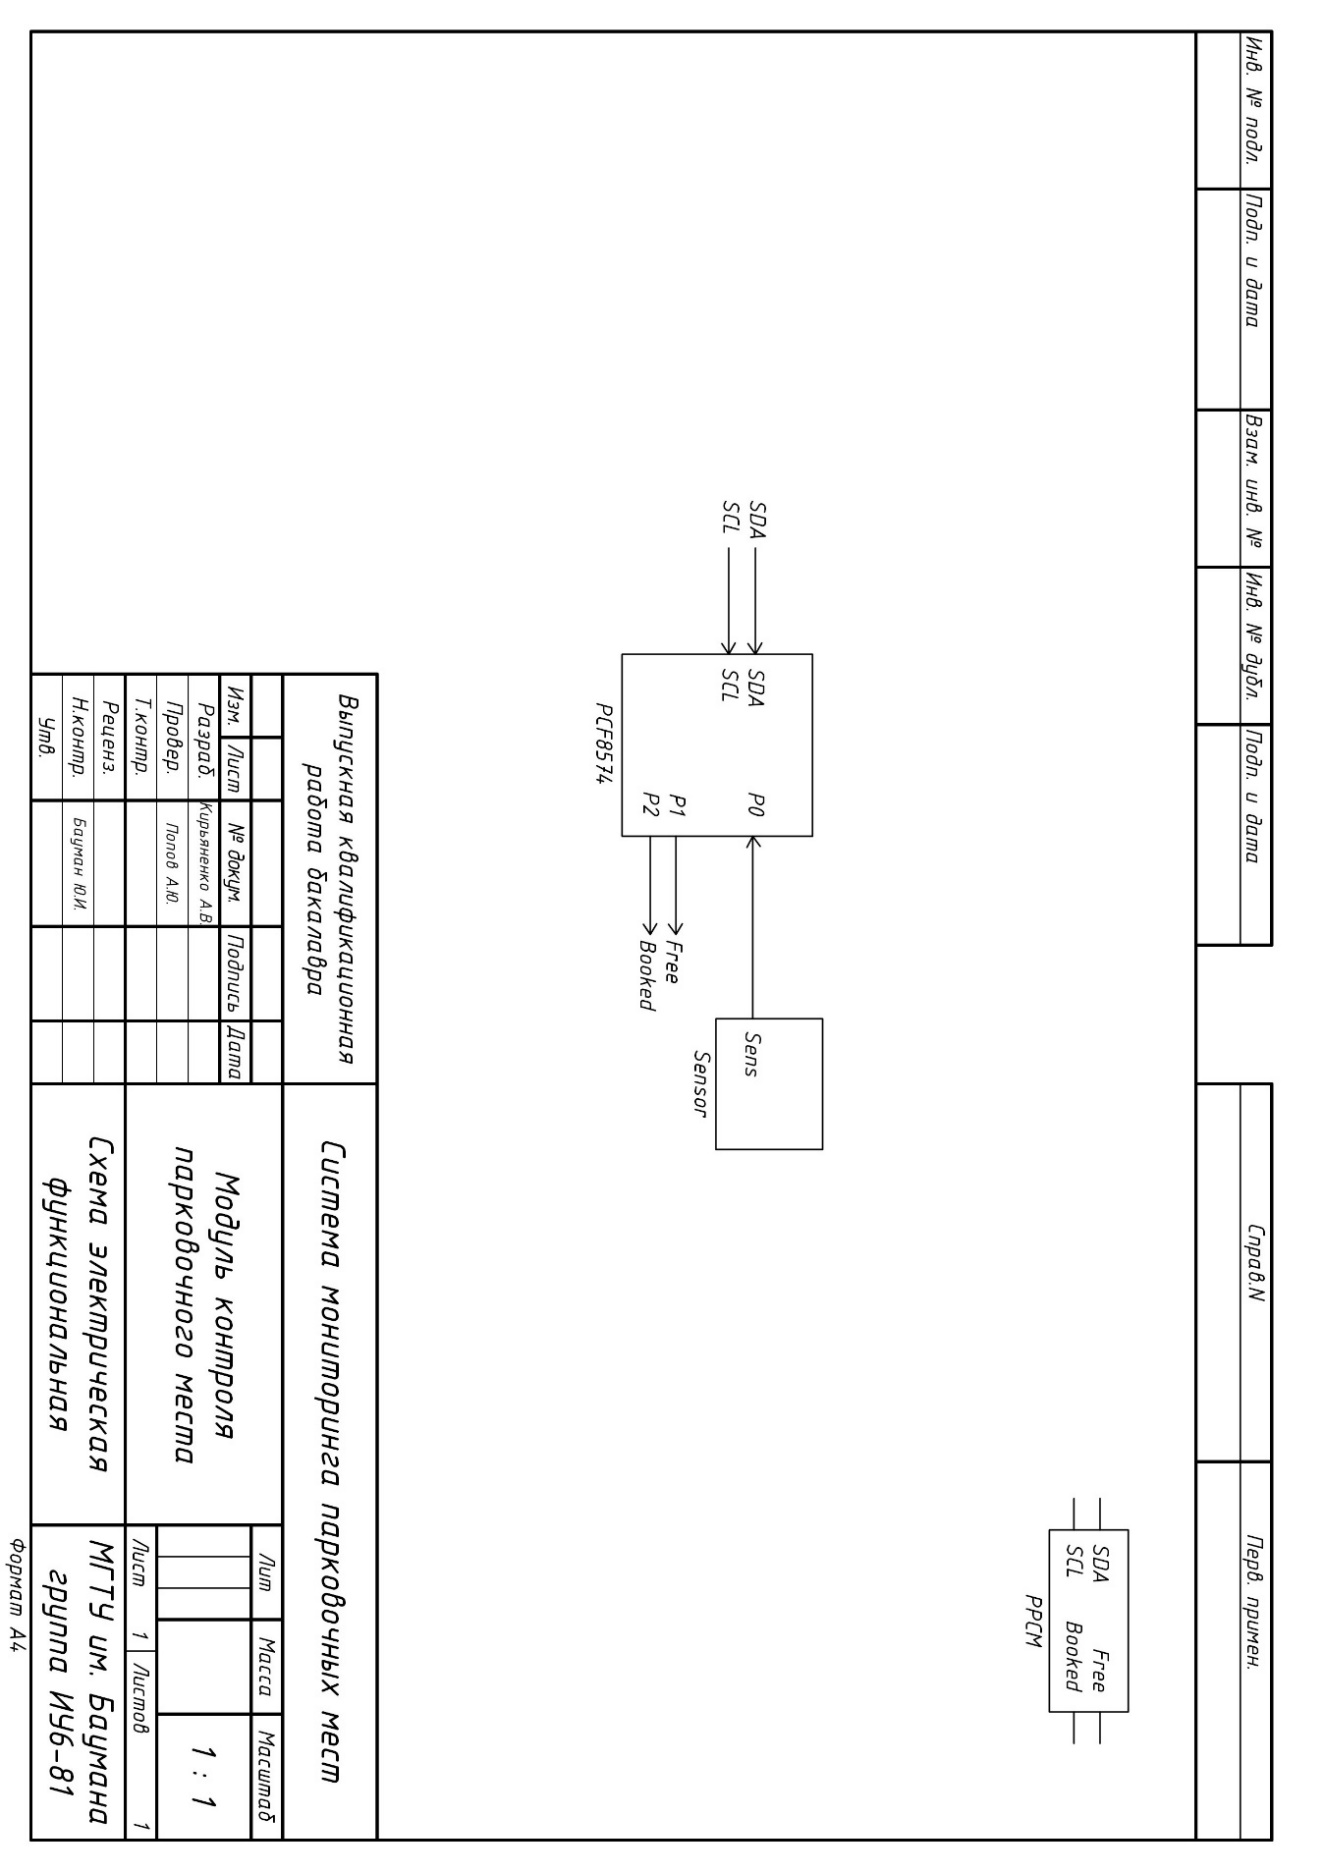 Перв. примен.
Справ.N
Подп. и дата
Инв. № дубл.
Взам. инв. №
Подп. и дата
Инв. № подл.
SDA
SCL
SDA
SCL
P0
P1
P2
PCF8574
Free
Booked
Sens
Sensor
SDA
SCL
Free
Booked
PPCM
Выпускная квалификационная
работа бакалавра
Система мониторинга парковочных мест
Изм.
Лист
№ докум.
Подпись
Дата
Разраб.
Кирьяненко А.В.
Провер.
Попов А.Ю.
Т.контр.
Реценз.
Н.контр.
Бауман Ю.И.
Утв.
Модуль контроля
парковочного места
Лит
Масса
Масштаб
1 : 1
Лист 1
Листов 1
Схема электрическая
функциональная
МГТУ им. Баумана
группа ИУ6-81
Формат А4